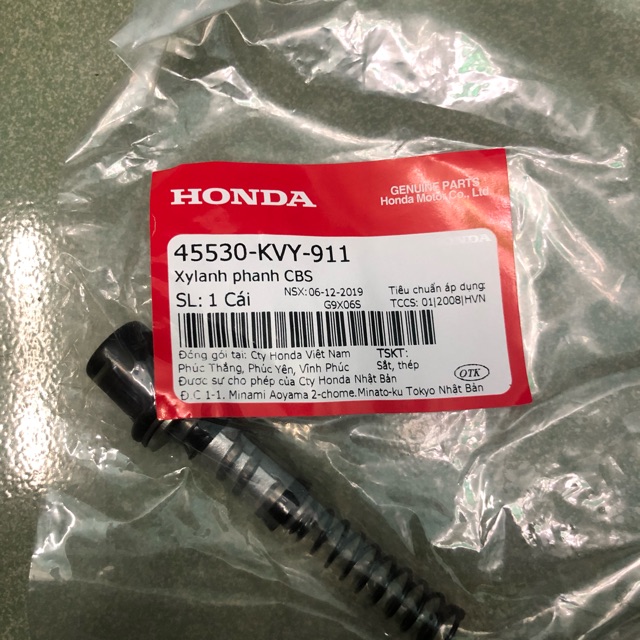 HONDA
GENUINE PARTS
Honda Motor Co., Ltd.
45530-KVY-911
Xylanh phanh CBS
SL: 1 Cái
NSX:06-12-2019
G9X06S
Tiêu chuẩn áp dụng:
TCCS: 01|2008|HVN
Đóng gói tại: Cty Honda Việt Nam
Phúc Thắng, Phúc Yên, Vĩnh Phúc
TSKT:
Sắt, thép
Được sự cho phép của Cty Honda Nhật Bản
Đ.C 1-1. Minami Aoyama 2-chome.Minato-ku Tokyo Nhật Bản
OTK
HONDA